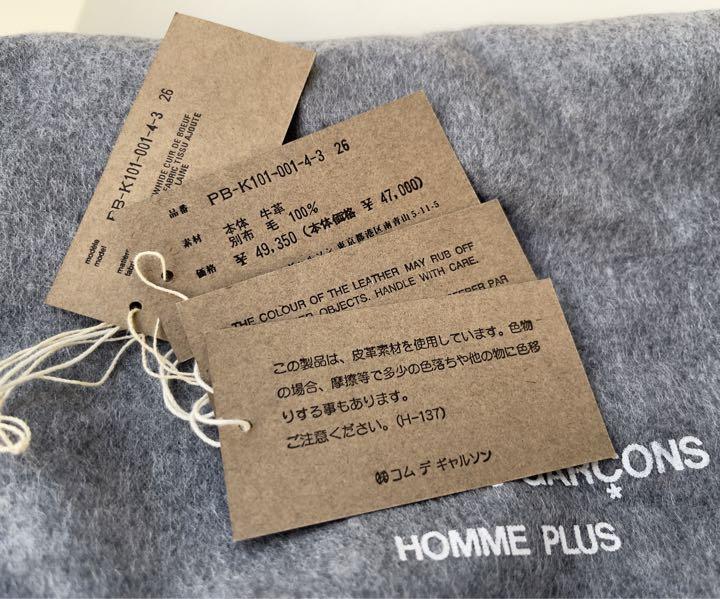 PB-K101-001-4-3 26
modèle
model
WHIDE CUIR DE BOEUF
FABRIC TISSU AJOUTE
LAINE
品番 PB-K101-001-4-3 26
素材 本体 牛革
別布 毛 100%
価格 ¥ 49,350 (本体価格 ¥ 47,000)
東京都港区南青山5-11-5
THE COLOUR OF THE LEATHER MAY RUB OFF
OBJECTS. HANDLE WITH CARE.
PAR
この製品は、皮革素材を使用しています。色物
の場合、摩擦等で多少の色落ちや他の物に色移
りする事もあります。
ご注意ください。(H-137)
㈱コム デ ギャルソン
GARÇONS
HOMME PLUS